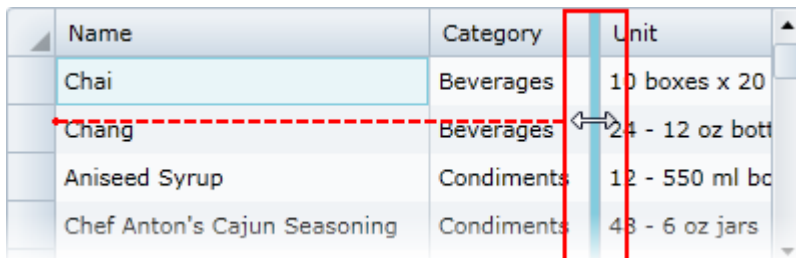 Name Category Unit
Chai Beverages 10 boxes x 20
Chang Beverages 24 - 12 oz bott
Aniseed Syrup Condiments 12 - 550 ml bo
Chef Anton's Cajun Seasoning Condiments 48 - 6 oz jars